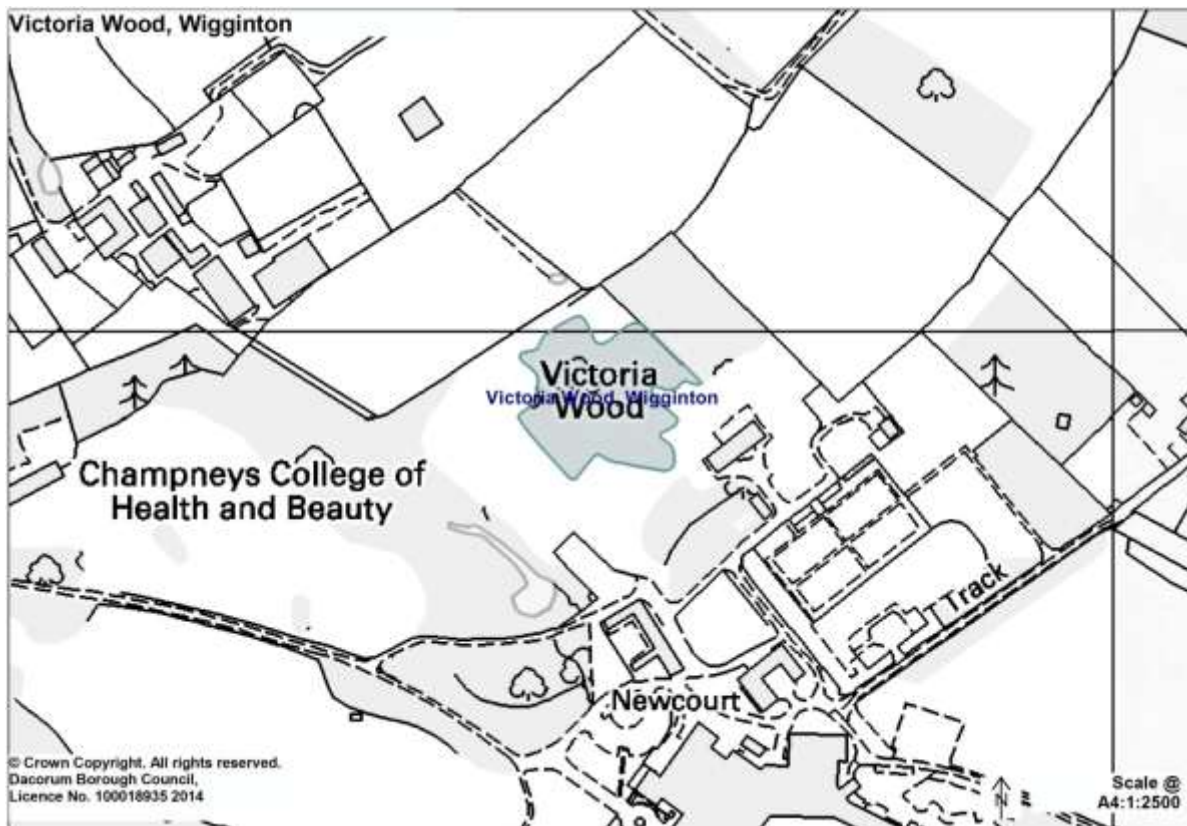 Victoria Wood, Wigginton
Victoria
Wood
Victoria Wood, Wigginton
Champneys College of
Health and Beauty
T Track
Newcourt
© Crown Copyright. All rights reserved.
Dacorum Borough Council,
Licence No. 100018935 2014
N
Scale @
A4:1:2500